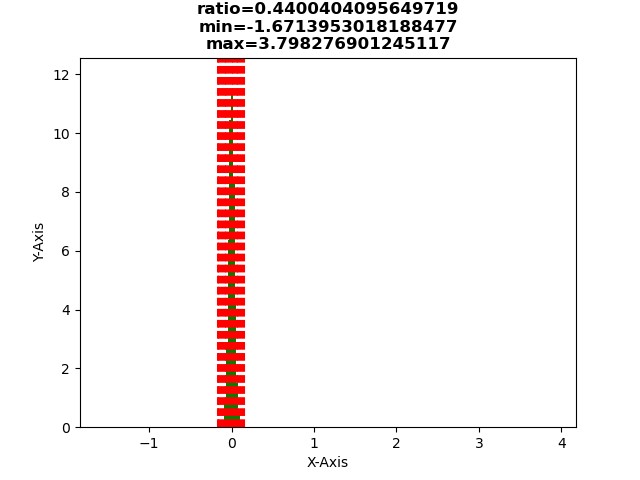 ratio=0.4400404095649719
min=-1.6713953018188477
max=3.798276901245117
12
10
8
6
4
2
0
Y-Axis
−1
0
1
2
3
4
X-Axis